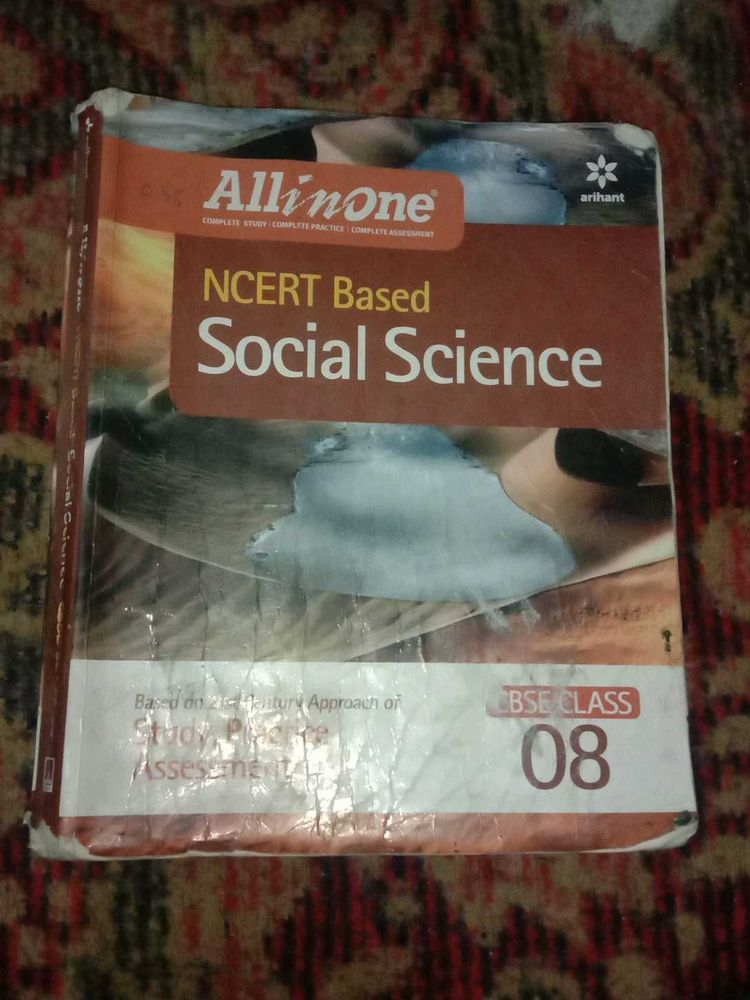 All in One®
COMPLETE STUDY | COMPLETE PRACTICE | COMPLETE ASSESSMENT
arihant
NCERT Based
Social Science
Based on 21st Century Approach of
Study, Practice
Assessment
CBSE CLASS
08